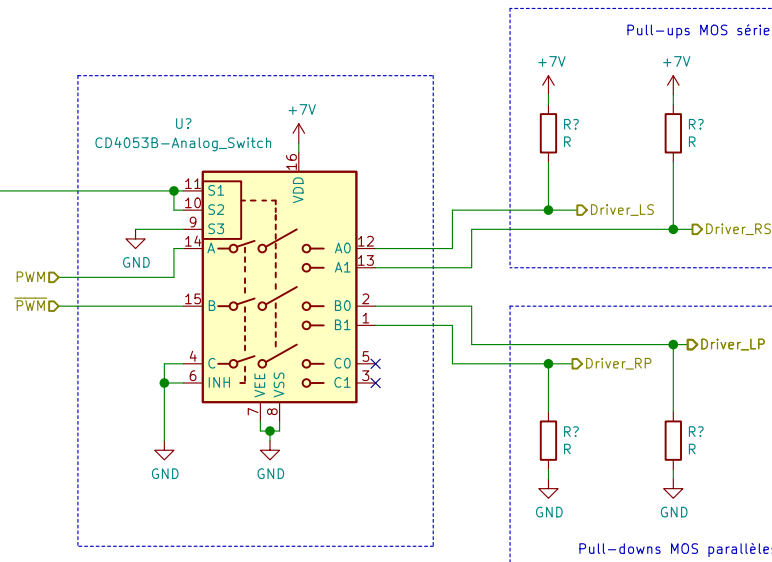 Pull-ups MOS série
+7V
+7V
R?
R
R?
R
Driver_LS
Driver_RS
U?
CD4053B-Analog_Switch
+7V
16
VDD
11
S1
10
S2
9
S3
GND
14
A
A0
12
A1
13
PWM
PWM
15
B
B0
2
B1
1
4
C
C0
5
6
INH
C1
3
VEE
VSS
7
8
GND
GND
Driver_LP
Driver_RP
R?
R
R?
R
GND
GND
Pull-downs MOS parallèles